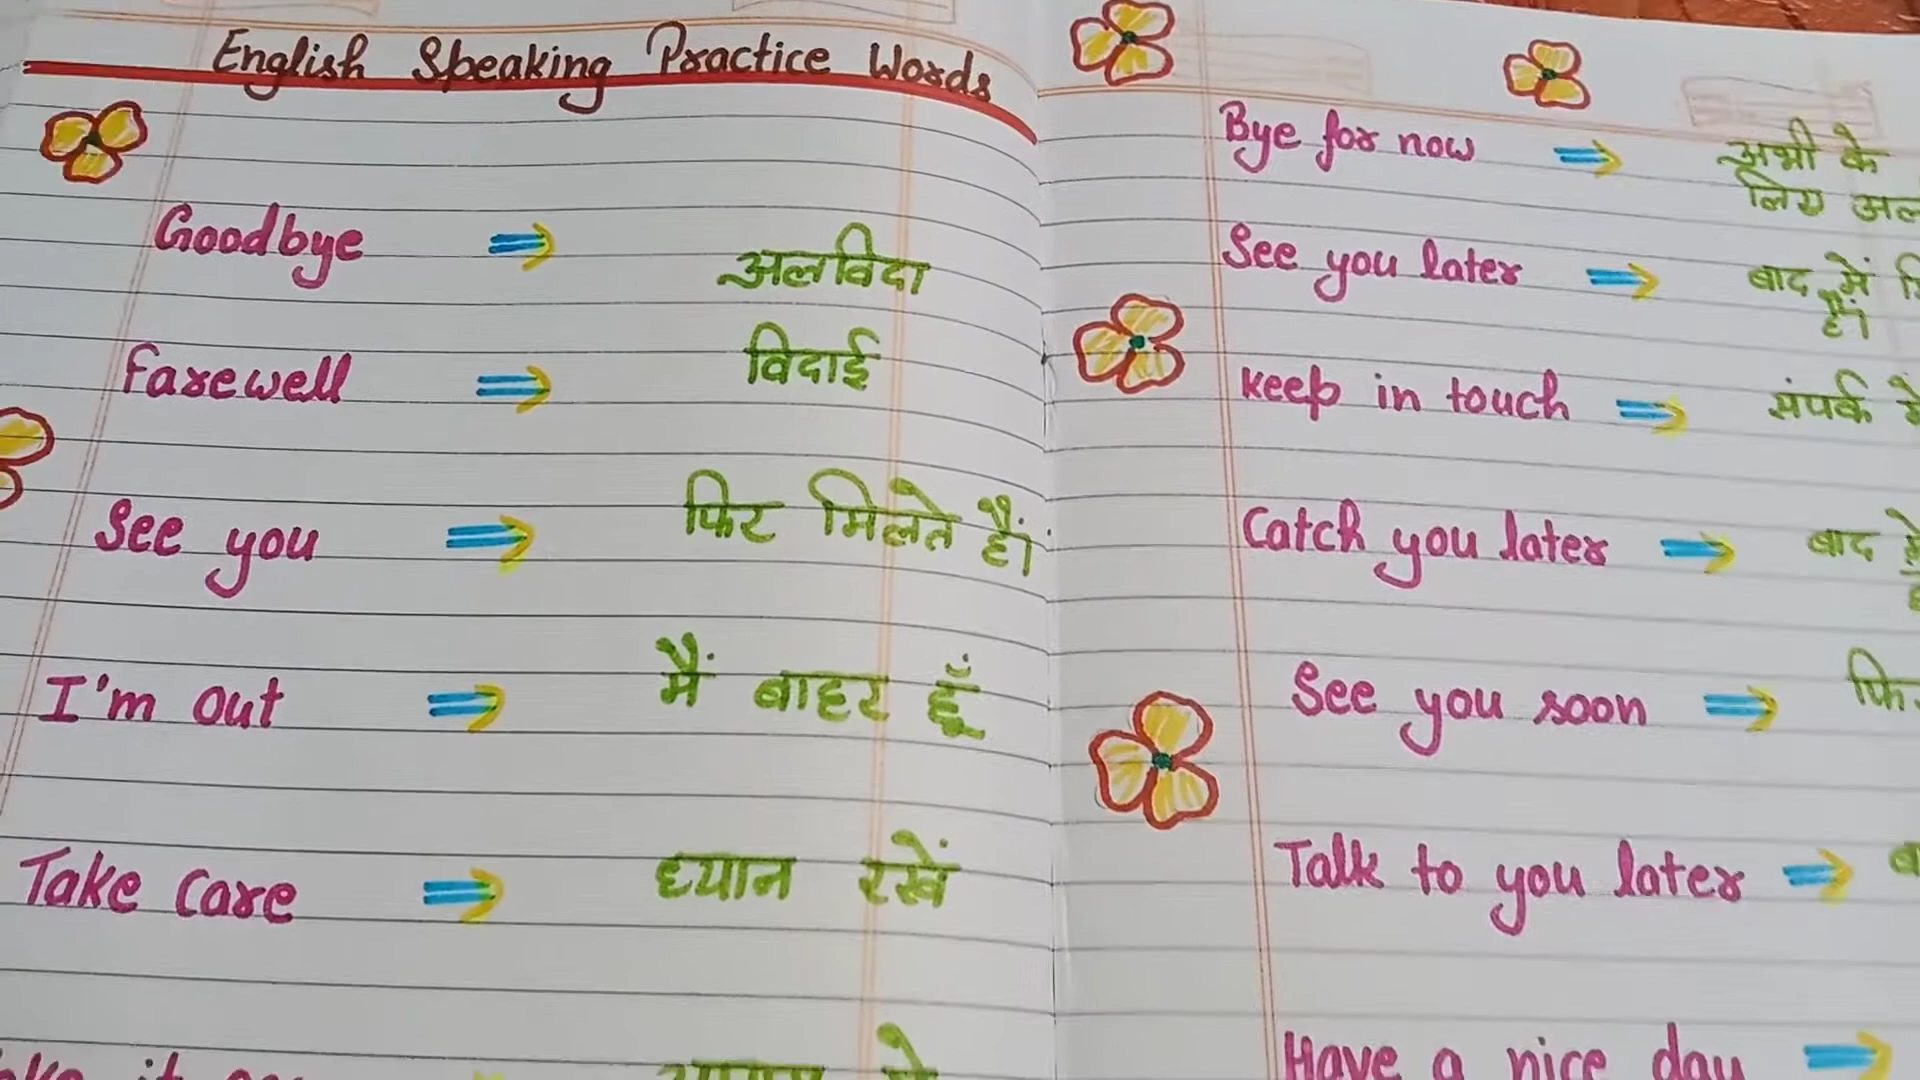 English Speaking Practice Words
Goodbye ⇒ अलविदा
farewell ⇒ विदाई
See you ⇒ फिर मिलते हैं।
I'm out ⇒ मैं बाहर हूँ
Take care ⇒ ध्यान रखें
it
Bye for now ⇒ अभी के
लिए
See you later ⇒ बाद में
हैं।
keep in touch ⇒ संपर्क
Catch you later ⇒ बाद
See you soon ⇒
Talk to you later ⇒
Have a nice day ⇒